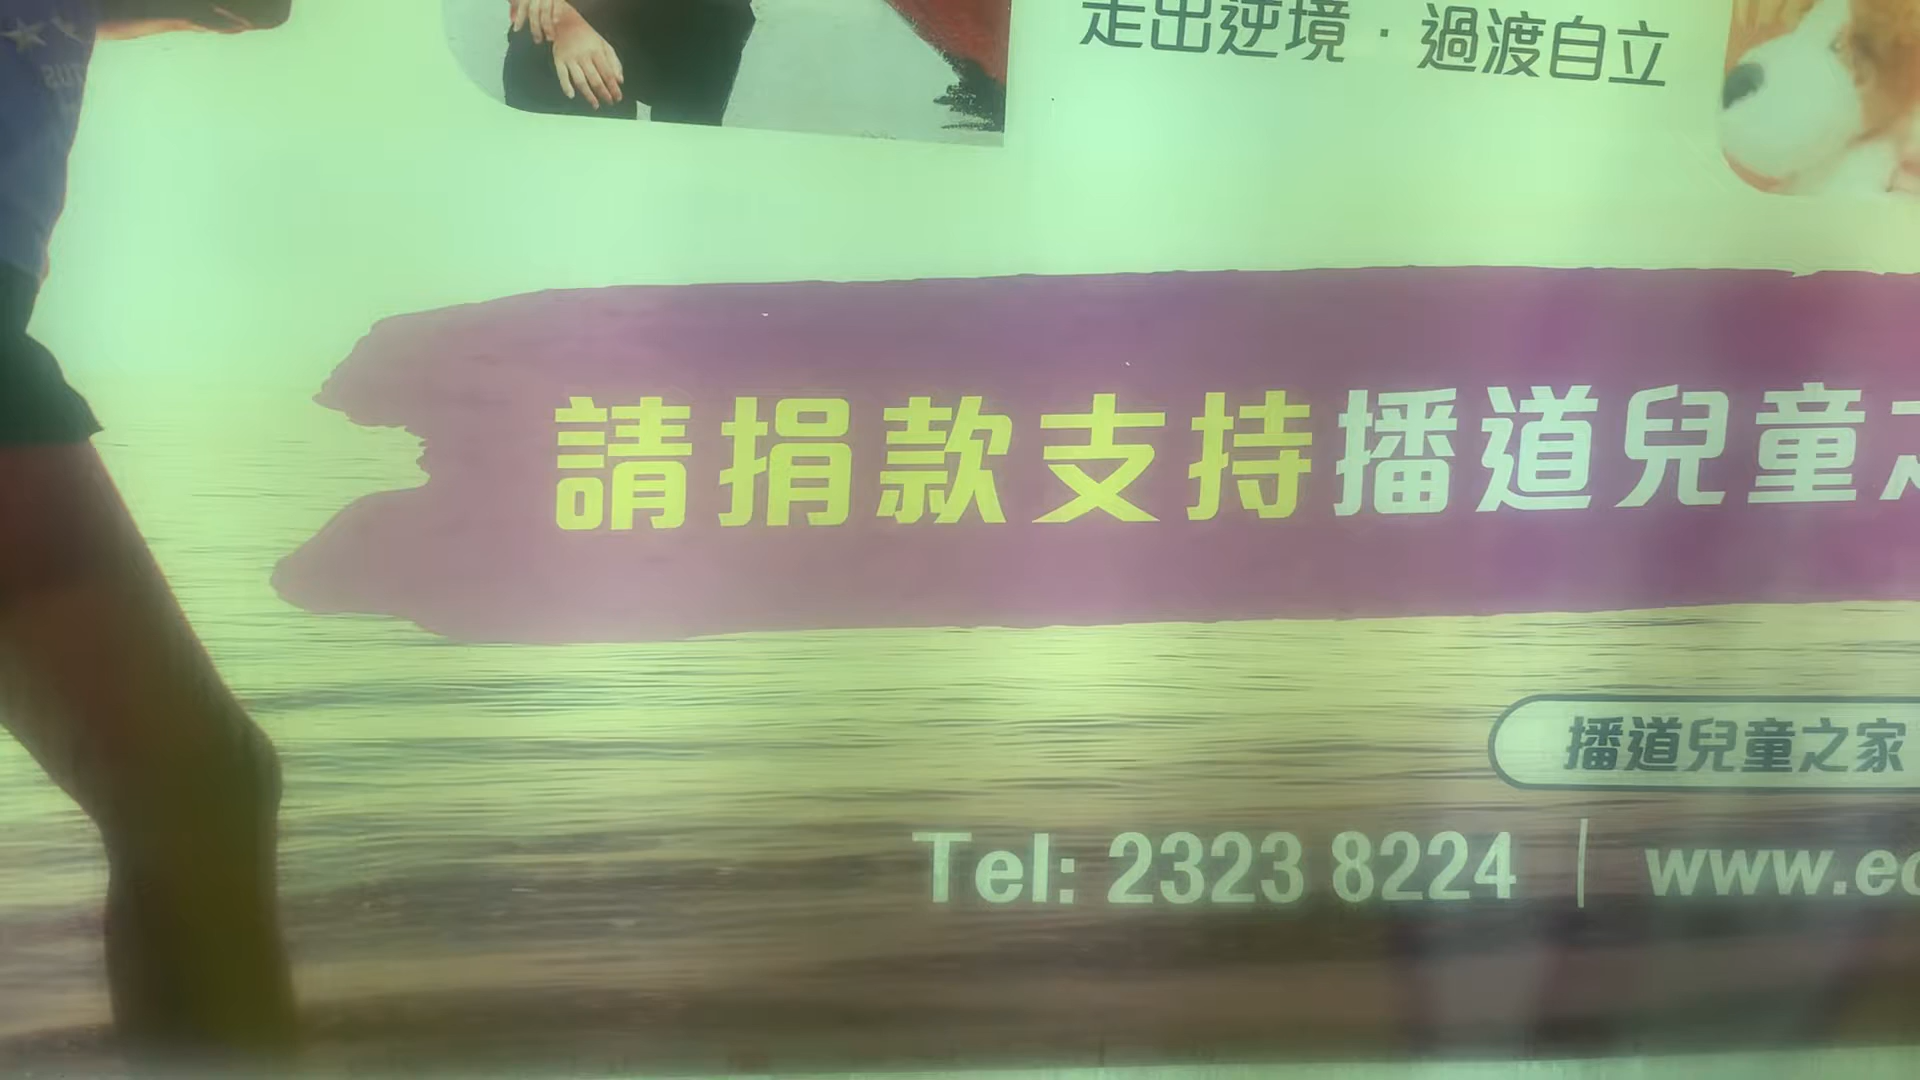 走出逆境·過渡自立
請捐款支持播道兒童
播道兒童之家
Tel: 2323 8224 | www.ec